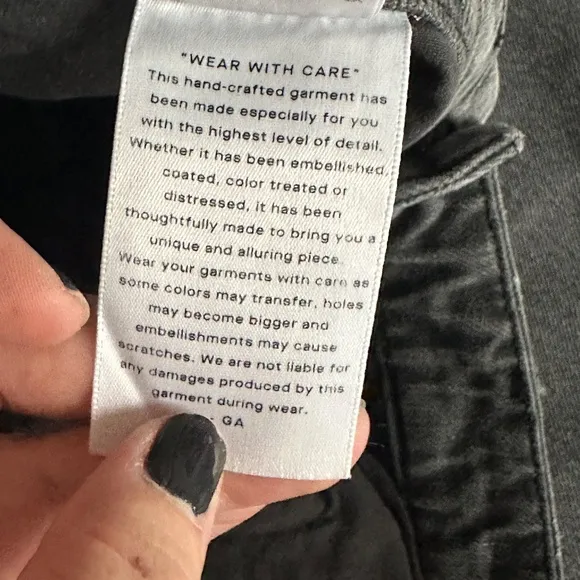 "WEAR WITH CARE"
This hand-crafted garment has
been made especially for you
with the highest level of detail.
Whether it has been embellished,
coated, color treated or
distressed, it has been
thoughtfully made to bring you a
unique and alluring piece.
Wear your garments with care as
some colors may transfer, holes
may become bigger and
embellishments may cause
scratches. We are not liable for
any damages produced by this
garment during wear.
GA